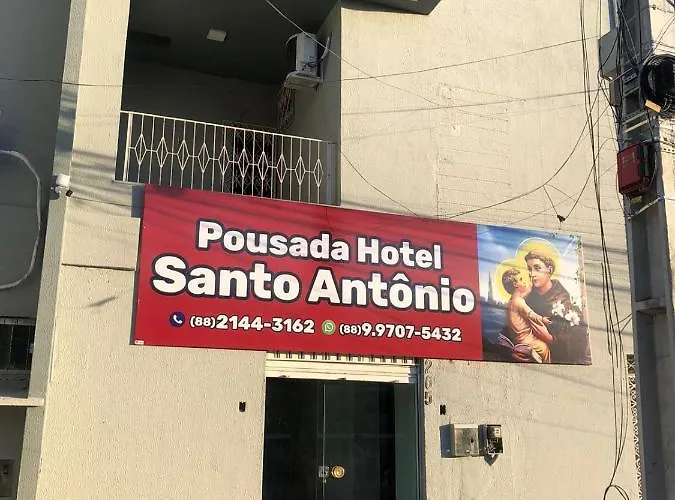 Pousada Hotel
Santo Antônio
(88)2144-3162 (88)9.9707-5432